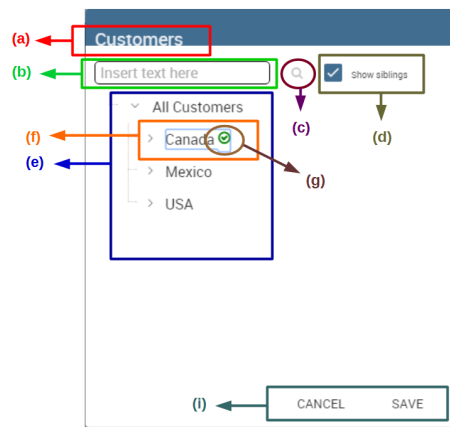 (a) Customers
(b) Insert text here
Show siblings
(c)
(d)
All Customers
(f) Canada
(e) Mexico
(g)
USA
(i) CANCEL SAVE